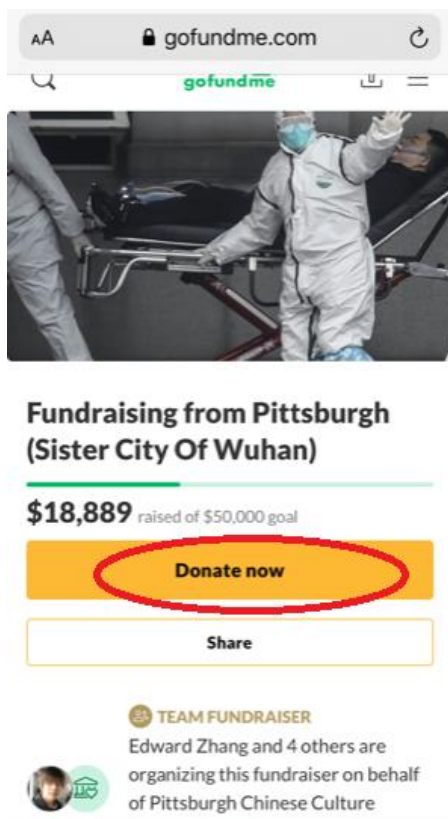 AA gofundme.com
gofundme
Fundraising from Pittsburgh
(Sister City Of Wuhan)
$18,889 raised of $50,000 goal
Donate now
Share
TEAM FUNDRAISER
Edward Zhang and 4 others are
organizing this fundraiser on behalf
of Pittsburgh Chinese Culture